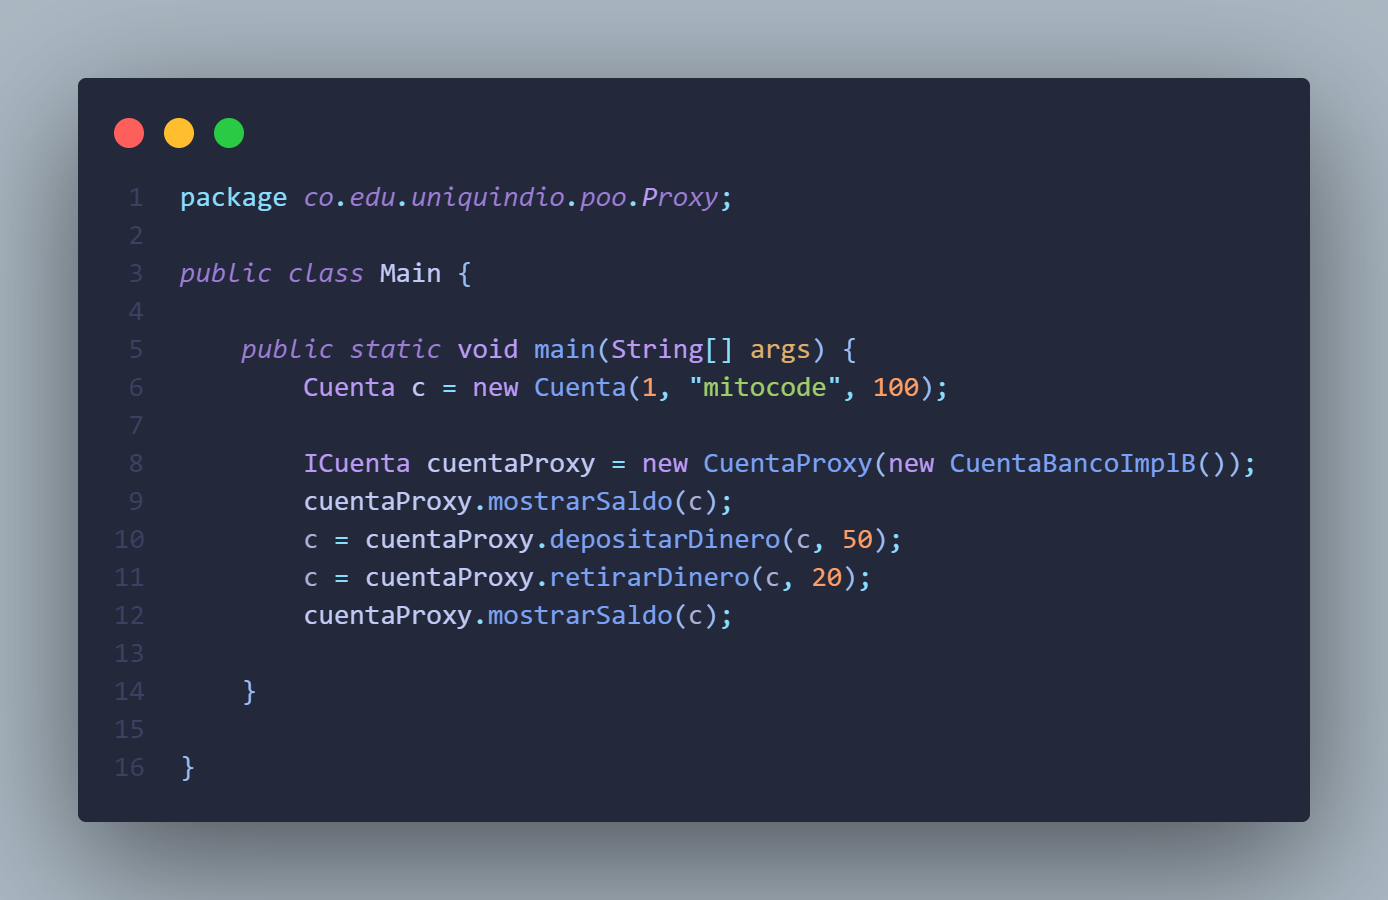 1 package co.edu.uniquindio.poo.Proxy;
2
3 public class Main {
4
5     public static void main(String[] args) {
6         Cuenta c = new Cuenta(1, "mitocode", 100);
7
8         ICuenta cuentaProxy = new CuentaProxy(new CuentaBancoImplB());
9         cuentaProxy.mostrarSaldo(c);
10         c = cuentaProxy.depositarDinero(c, 50);
11         c = cuentaProxy.retirarDinero(c, 20);
12         cuentaProxy.mostrarSaldo(c);
13
14     }
15
16 }